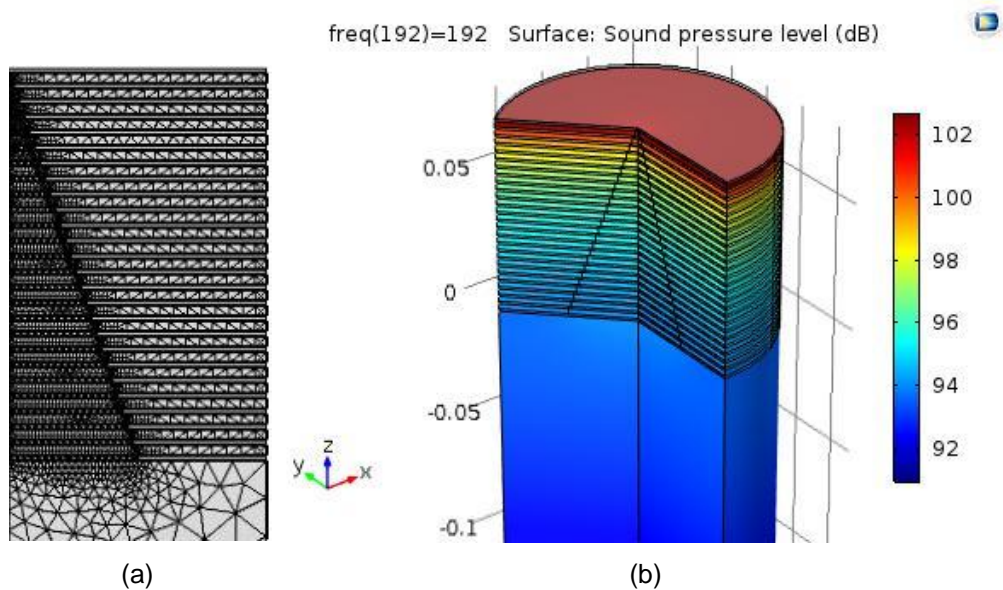 freq(192)=192 Surface: Sound pressure level (dB)
0.05
0
-0.05
-0.1
102
100
98
96
94
92
y z x
(a)
(b)